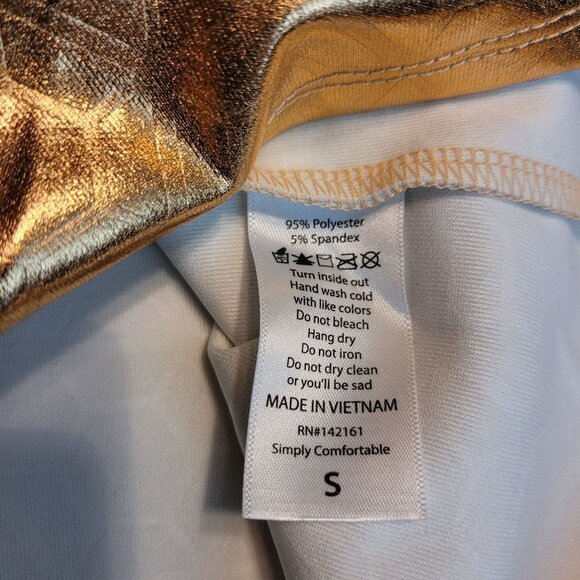 95% Polyester
5% Spandex
Turn inside out
Hand wash cold
with like colors
Do not bleach
Hang dry
Do not iron
Do not dry clean
or you'll be sad
MADE IN VIETNAM
RN#142161
Simply Comfortable
S